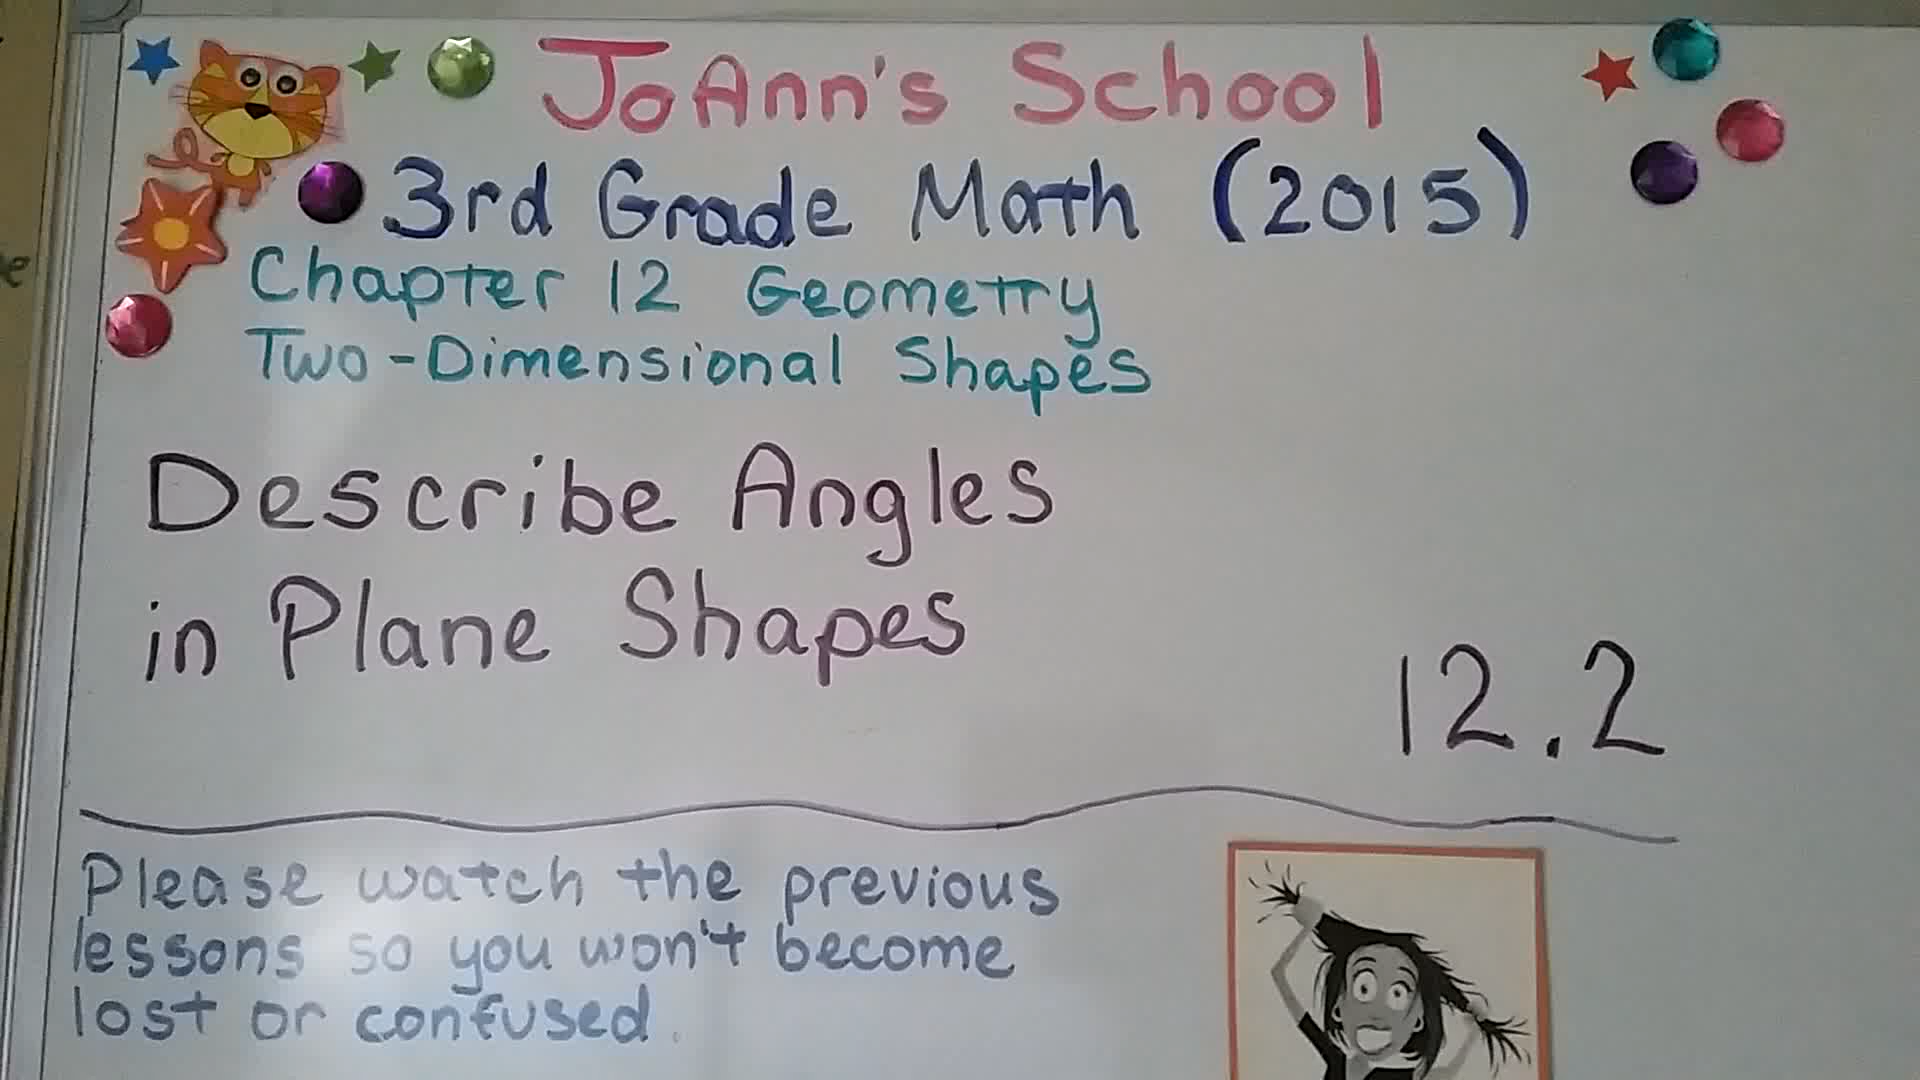 JoAnn's School
3rd Grade Math (2015)
Chapter 12 Geometry
Two-Dimensional Shapes
Describe Angles
in Plane Shapes
12.2
Please watch the previous
lessons so you won't become
lost or confused.